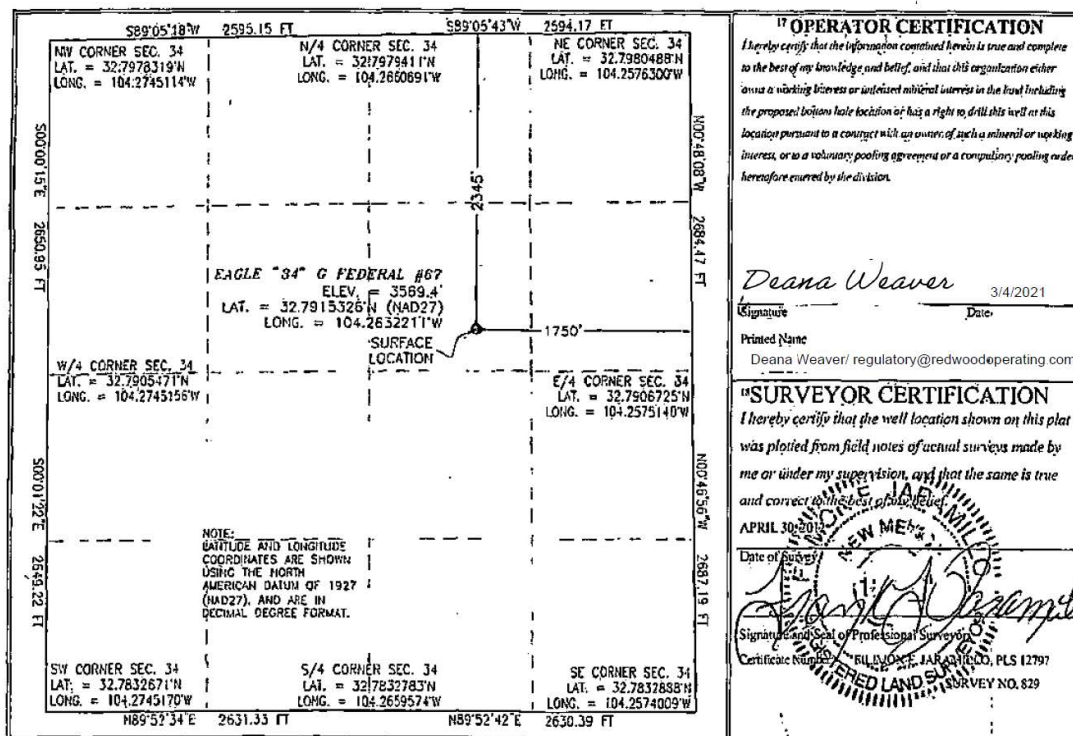 S89°05'18"W 2595.15 FT S89°05'43"W 2594.17 FT
NW CORNER SEC. 34
LAT. = 32.7978319'N
LONG. = 104.2745114'W
N/4 CORNER SEC. 34
LAT. = 32.7979411'N
LONG. = 104.2660691'W
NE CORNER SEC. 34
LAT. = 32.7980488'N
LONG. = 104.2576300'W
S00°00'15"E 2650.95 FT
2345'
N00°48'08"W 2684.47 FT
EAGLE "34" G FEDERAL #67
ELEV. = 3569.4'
LAT. = 32.7915326'N (NAD27)
LONG. = 104.2632211'W
SURFACE
LOCATION
1750'
W/4 CORNER SEC. 34
LAT. = 32.7905471'N
LONG. = 104.2745156'W
E/4 CORNER SEC. 34
LAT. = 32.7906725'N
LONG. = 104.2575140'W
S00°01'22"E 2649.22 FT
N00°46'56"W 2687.19 FT
NOTE:
LATITUDE AND LONGITUDE
COORDINATES ARE SHOWN
USING THE NORTH
AMERICAN DATUM OF 1927
(NAD27), AND ARE IN
DECIMAL DEGREE FORMAT.
SW CORNER SEC. 34
LAT. = 32.7832671'N
LONG. = 104.2745170'W
S/4 CORNER SEC. 34
LAT. = 32.7832783'N
LONG. = 104.2659574'W
SE CORNER SEC. 34
LAT. = 32.7832888'N
LONG. = 104.2574009'W
N89°52'34"E 2631.33 FT N89°52'42"E 2630.39 FT
17 OPERATOR CERTIFICATION
I hereby certify that the information contained herein is true and complete
to the best of my knowledge and belief, and that this organization either
owns a working interest or unleased mineral interest in the land including
the proposed bottom hole location or has a right to drill this well at this
location pursuant to a contract with an owner of such a mineral or working
interest, or to a voluntary pooling agreement or a compulsory pooling order
heretofore entered by the division.
Deana Weaver 3/4/2021
Signature Date
Printed Name
Deana Weaver/ regulatory@redwoodoperating.com
18 SURVEYOR CERTIFICATION
I hereby certify that the well location shown on this plat
was plotted from field notes of actual surveys made by
me or under my supervision, and that the same is true
and correct to the best of my belief.
APRIL 30, 2012
Date of Survey
Signature and Seal of Professional Surveyor
Certificate Number FILIMON F. JARAMILLO, PLS 12797
SURVEY NO. 829
NEW MEXICO
LAND SURVEYOR